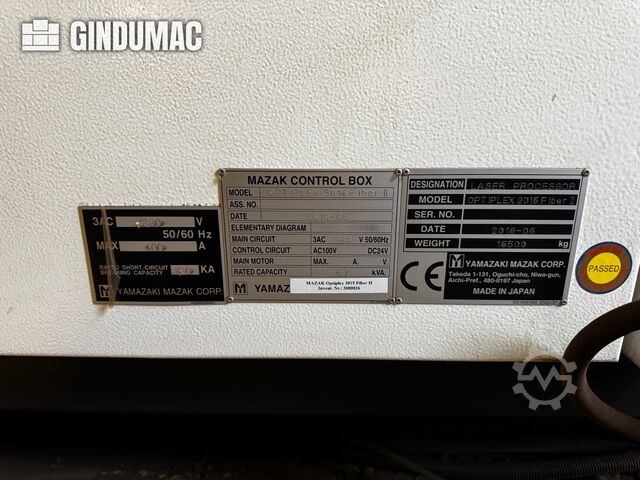 GINDUMAC
3AC V
50/60 Hz
MAX A
RATED SHORT-CIRCUIT
BREAKING CAPACITY KA
M YAMAZAKI MAZAK CORP.
MAZAK CONTROL BOX
MODEL OPTIPLEX 3015 Fiber II
ASS. NO.
DATE 2016-06
ELEMENTARY DIAGRAM
MAIN CIRCUIT 3AC V 50/60Hz
CONTROL CIRCUIT AC100V DC24V
MAIN MOTOR MAX. A. V.
RATED CAPACITY 57 kVA.
M YAMAZ
MAZAK Optiplex 3015 Fiber II
Invent. Nr.: 3000026
DESIGNATION LASER PROCESSOR
MODEL OPTIPLEX 3015 Fiber II
SER. NO.
DATE 2016-06
WEIGHT 16500 kg
CE
M YAMAZAKI MAZAK CORP.
Takeda 1-131, Oguchi-cho, Niwa-gun,
Aichi-Pref., 480-0197 Japan
MADE IN JAPAN
PASSED